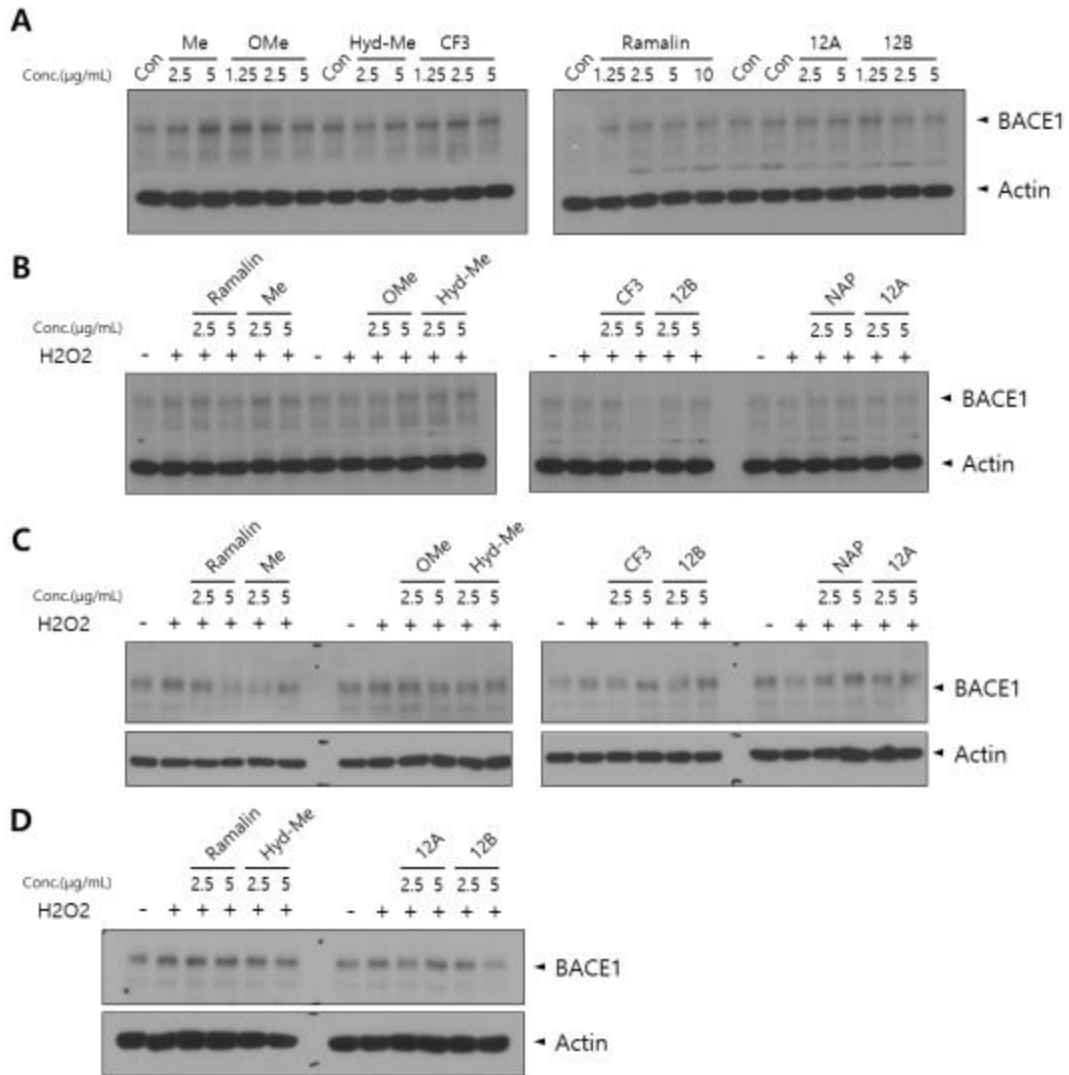 A
Me OMe Hyd-Me CF3 Ramalin 12A 12B
Conc.(μg/mL) Con 2.5 5 1.25 2.5 5 Con 2.5 5 1.25 2.5 5 Con 1.25 2.5 5 10 Con Con 2.5 5 1.25 2.5 5
BACE1
Actin
B
Ramalin Me OMe Hyd-Me CF3 12B NAP 12A
Conc.(μg/mL) 2.5 5 2.5 5 2.5 5 2.5 5 2.5 5 2.5 5 2.5 5 2.5 5
H2O2 - + + + + + - + + + + + - + + + + + - + + + + +
BACE1
Actin
C
Ramalin Me OMe Hyd-Me CF3 12B NAP 12A
Conc.(μg/mL) 2.5 5 2.5 5 2.5 5 2.5 5 2.5 5 2.5 5 2.5 5 2.5 5
H2O2 - + + + + + - + + + + + - + + + + + - + + + + +
BACE1
Actin
D
Ramalin Hyd-Me 12A 12B
Conc.(μg/mL) 2.5 5 2.5 5 2.5 5 2.5 5
H2O2 - + + + + + - + + + + +
BACE1
Actin